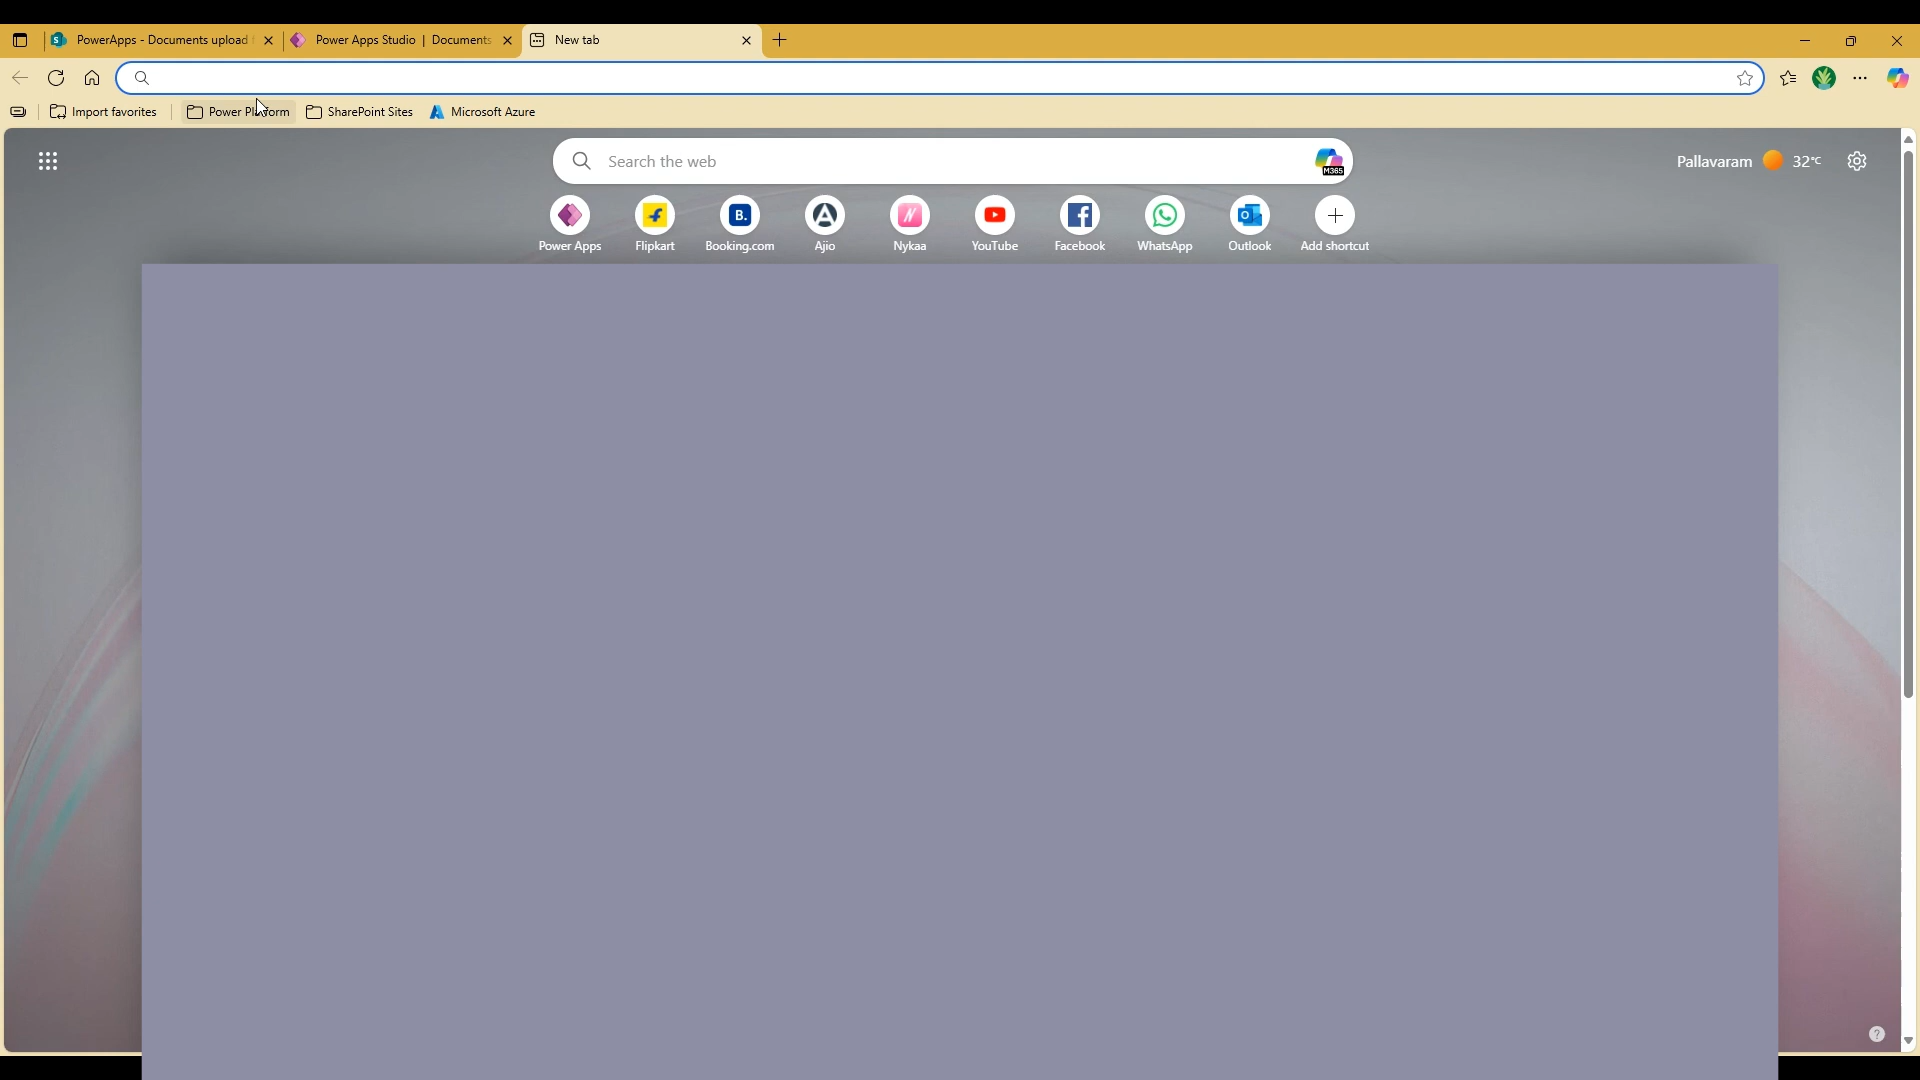 PowerApps - Documents upload
Power Apps Studio | Documents
New tab
Import favorites
Power Platform
SharePoint Sites
Microsoft Azure
Search the web
M365
Pallavaram
32°C
B.
Power Apps
Flipkart
Booking.com
Ajio
Nykaa
YouTube
Facebook
WhatsApp
Outlook
Add shortcut